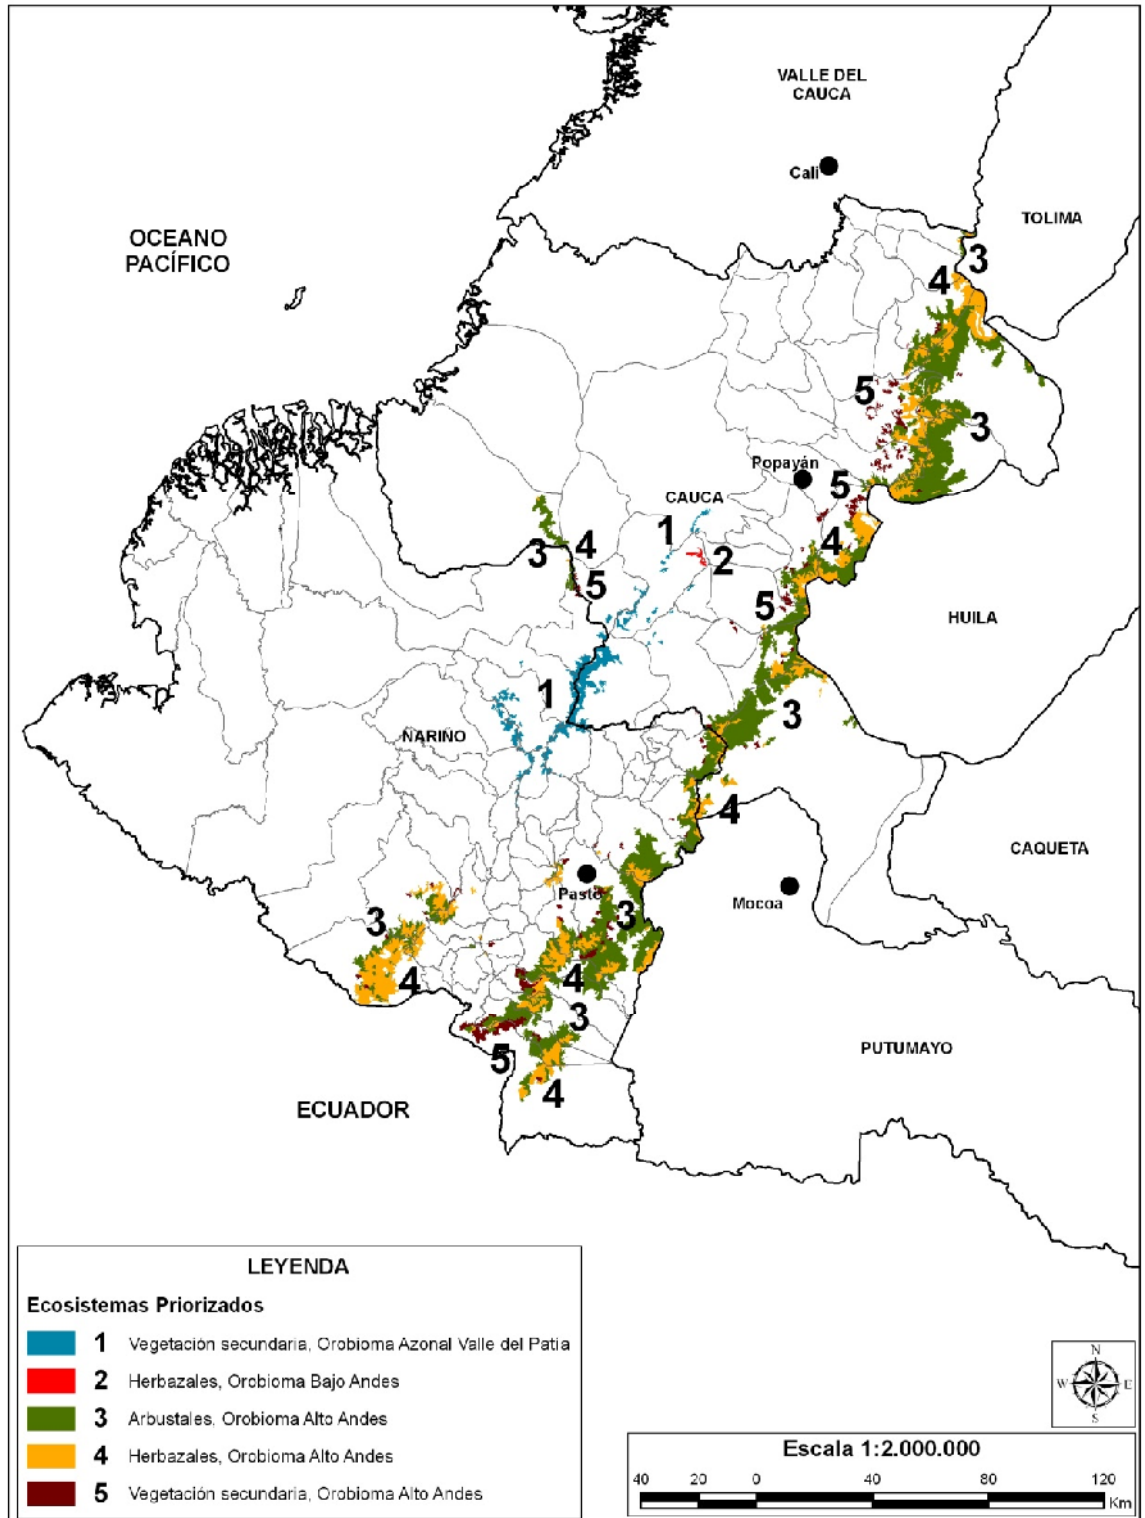 VALLE DEL
CAUCA
Cali
TOLIMA
OCEANO
PACÍFICO
3
4
5
3
Popayán
5
CAUCA
1
4
3
4
2
5
5
HUILA
1
3
NARIÑO
4
CAQUETA
Pasto
Mocoa
3
3
4
4
3
PUTUMAYO
5
4
ECUADOR
LEYENDA
Ecosistemas Priorizados
1 Vegetación secundaria, Orobioma Azonal Valle del Patia
2 Herbazales, Orobioma Bajo Andes
3 Arbustales, Orobioma Alto Andes
4 Herbazales, Orobioma Alto Andes
5 Vegetación secundaria, Orobioma Alto Andes
N
W E
S
Escala 1:2.000.000
40 20 0 40 80 120
Km